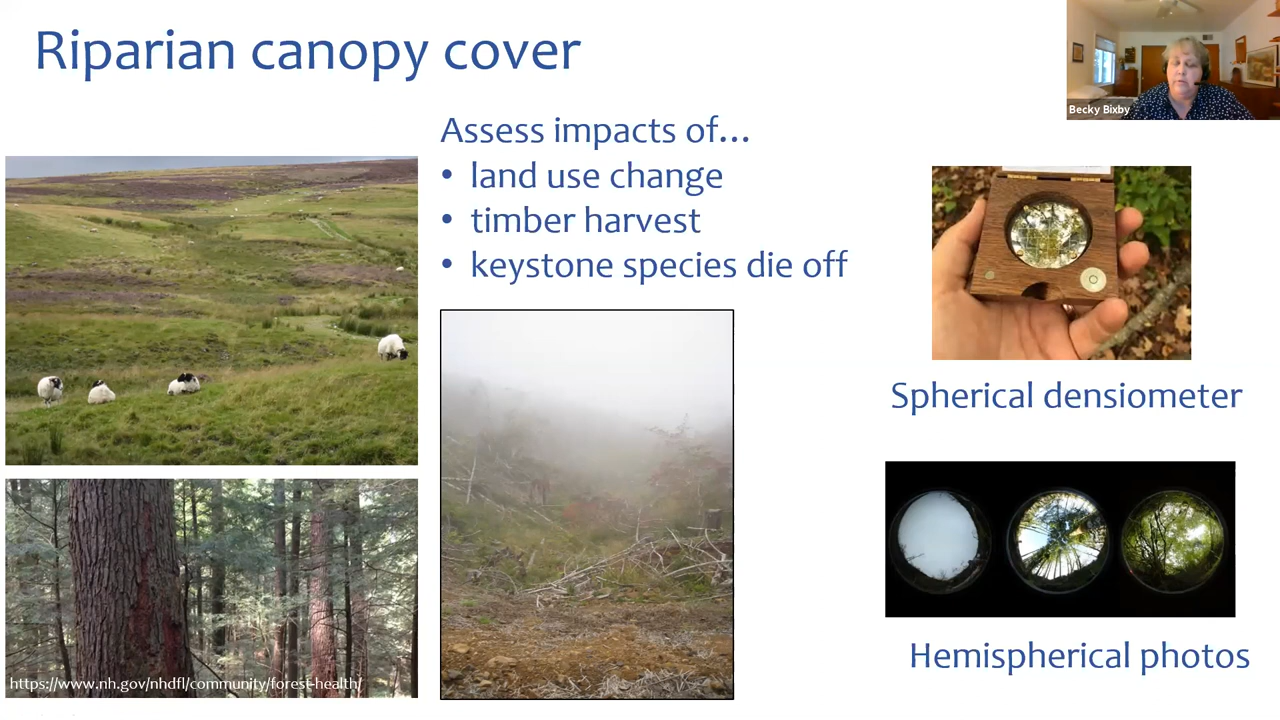 Riparian canopy cover
Becky Bixby
Assess impacts of...
• land use change
• timber harvest
• keystone species die off
Spherical densiometer
Hemispherical photos
https://www.nh.gov/nhdfl/community/forest-health/